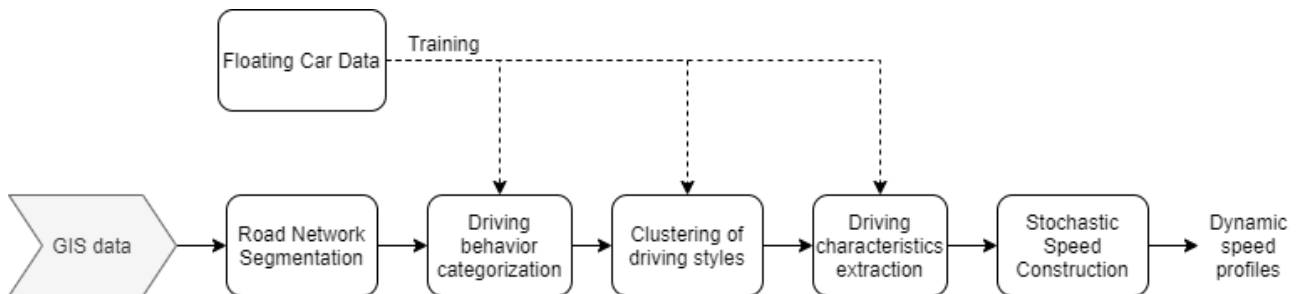 Floating Car Data
Training
GIS data
Road Network
Segmentation
Driving
behavior
categorization
Clustering of
driving styles
Driving
characteristics
extraction
Stochastic
Speed
Construction
Dynamic
speed
profiles